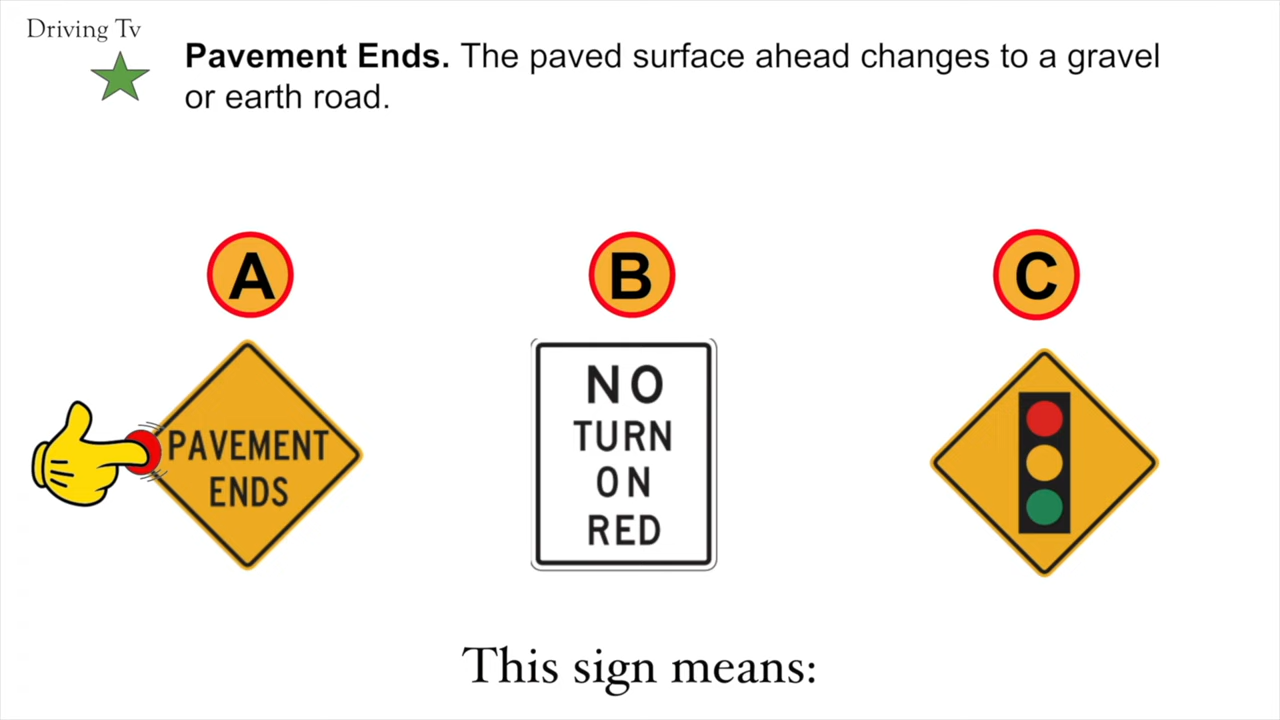 Driving Tv
Pavement Ends. The paved surface ahead changes to a gravel
or earth road.
A
B
C
PAVEMENT
ENDS
NO
TURN
ON
RED
This sign means: